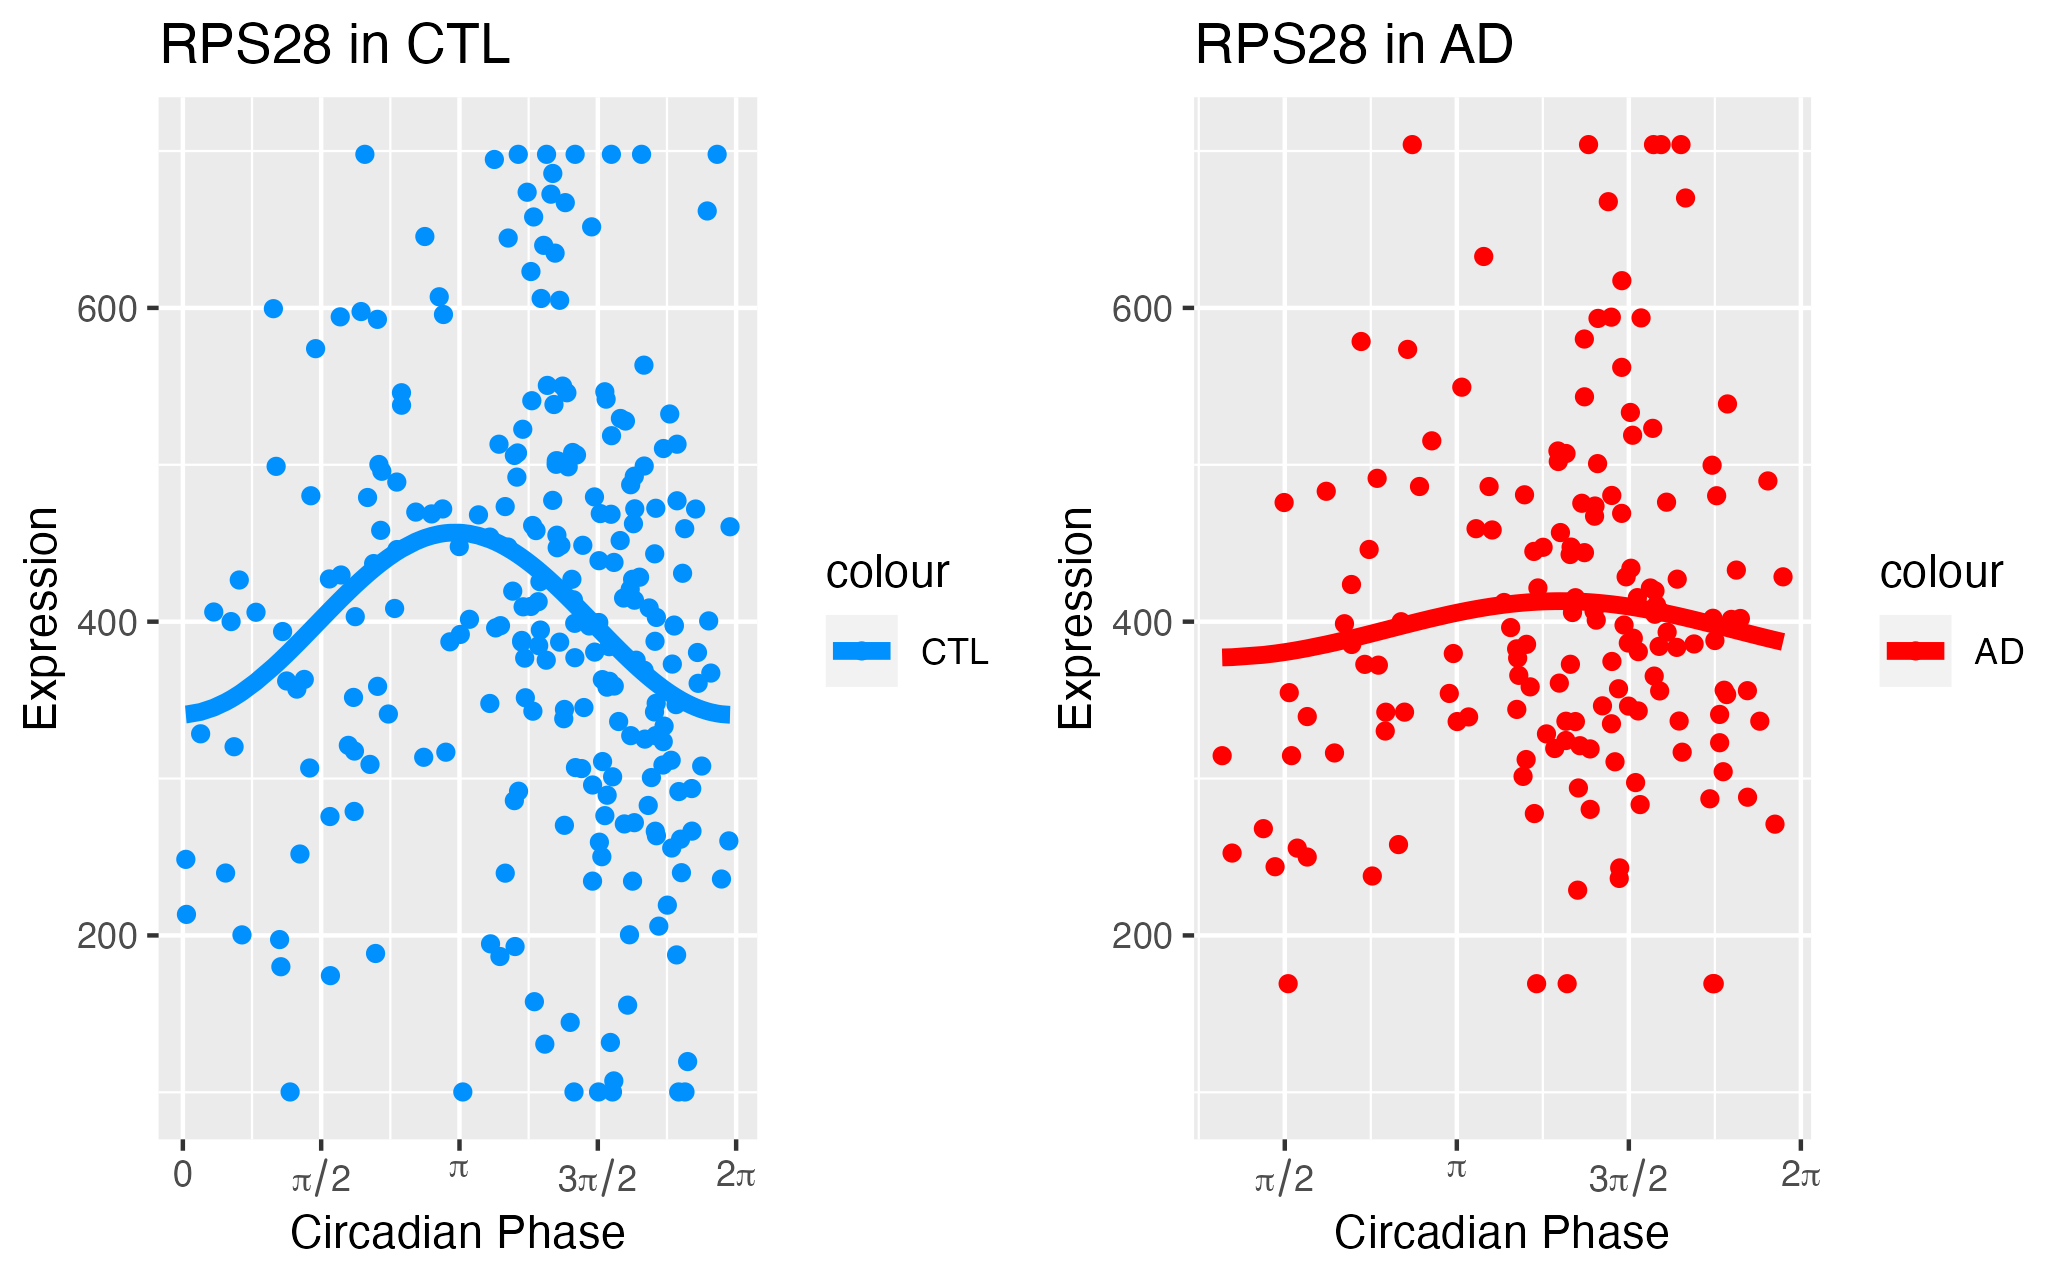 RPS28 in CTL
Expression
600
400
200
0
π/2
π
3π/2
2π
Circadian Phase
colour
CTL
RPS28 in AD
Expression
600
400
200
π/2
π
3π/2
2π
Circadian Phase
colour
AD